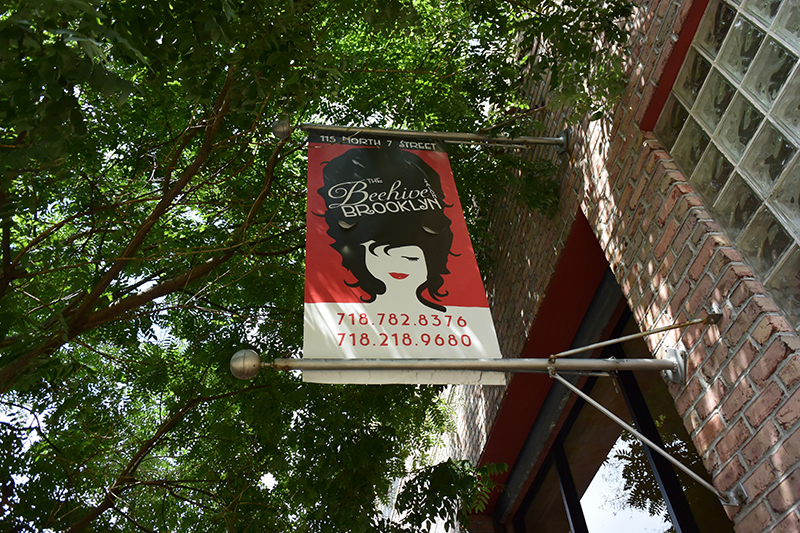 115 NORTH 7 STREET
THE
Beehive
BROOKLYN
718.782.8376
718.218.9680